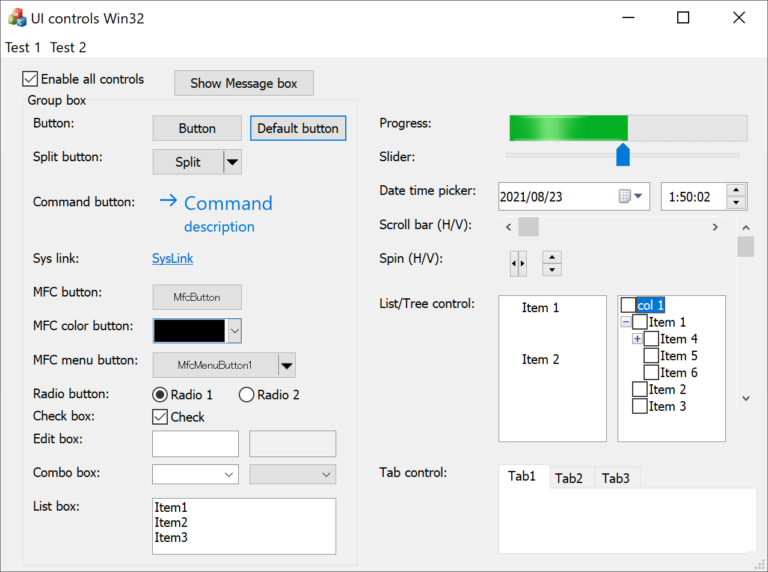 UI controls Win32
Test 1 Test 2
Enable all controls
Show Message box
Group box
Button:
Button
Default button
Split button:
Split
Command button:
Command
description
Sys link:
SysLink
MFC button:
MfcButton
MFC color button:
MFC menu button:
MfcMenuButton1
Radio button:
Radio 1
Radio 2
Check box:
Check
Edit box:
Combo box:
List box:
Item1
Item2
Item3
Progress:
Slider:
Date time picker:
2021/08/23
1:50:02
Scroll bar (H/V):
Spin (H/V):
List/Tree control:
Item 1
Item 2
col 1
Item 1
Item 4
Item 5
Item 6
Item 2
Item 3
Tab control:
Tab1
Tab2
Tab3